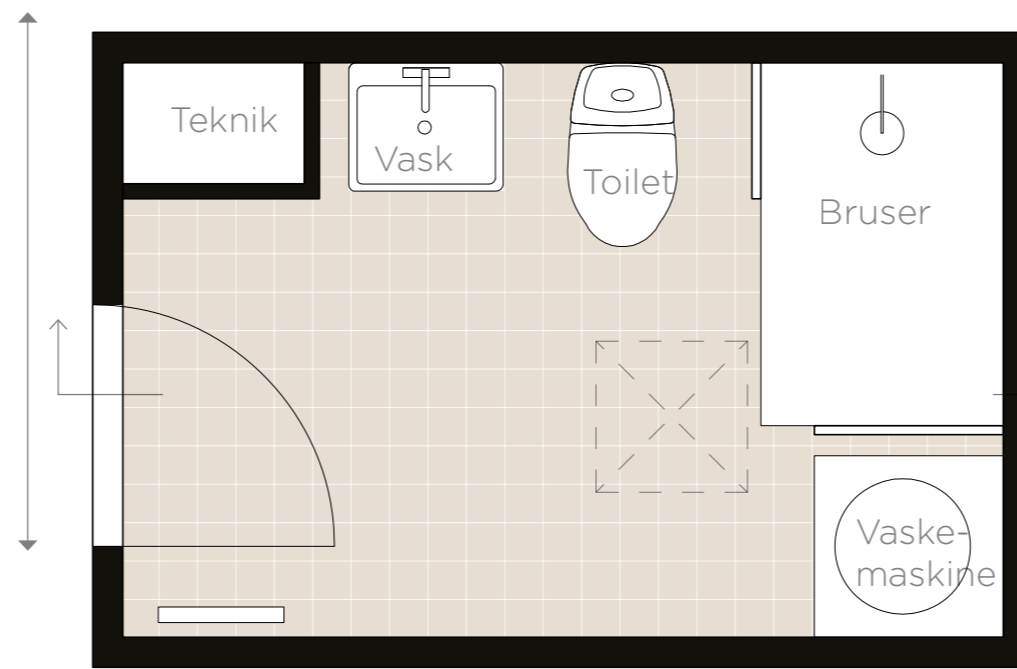 Teknik
Vask
Toilet
Bruser
Vaske-
maskine